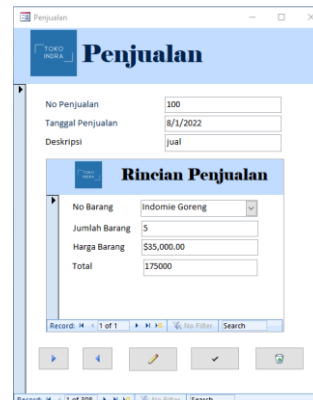 Penjualan
TOKO
INDRA
Penjualan
No Penjualan 100
Tanggal Penjualan 8/1/2022
Deskripsi jual
Rincian Penjualan
No Barang Indomie Goreng
Jumlah Barang 5
Harga Barang $35,000.00
Total 175000
Record: 1 of 1 No Filter Search
Record: 1 of 308 No Filter Search